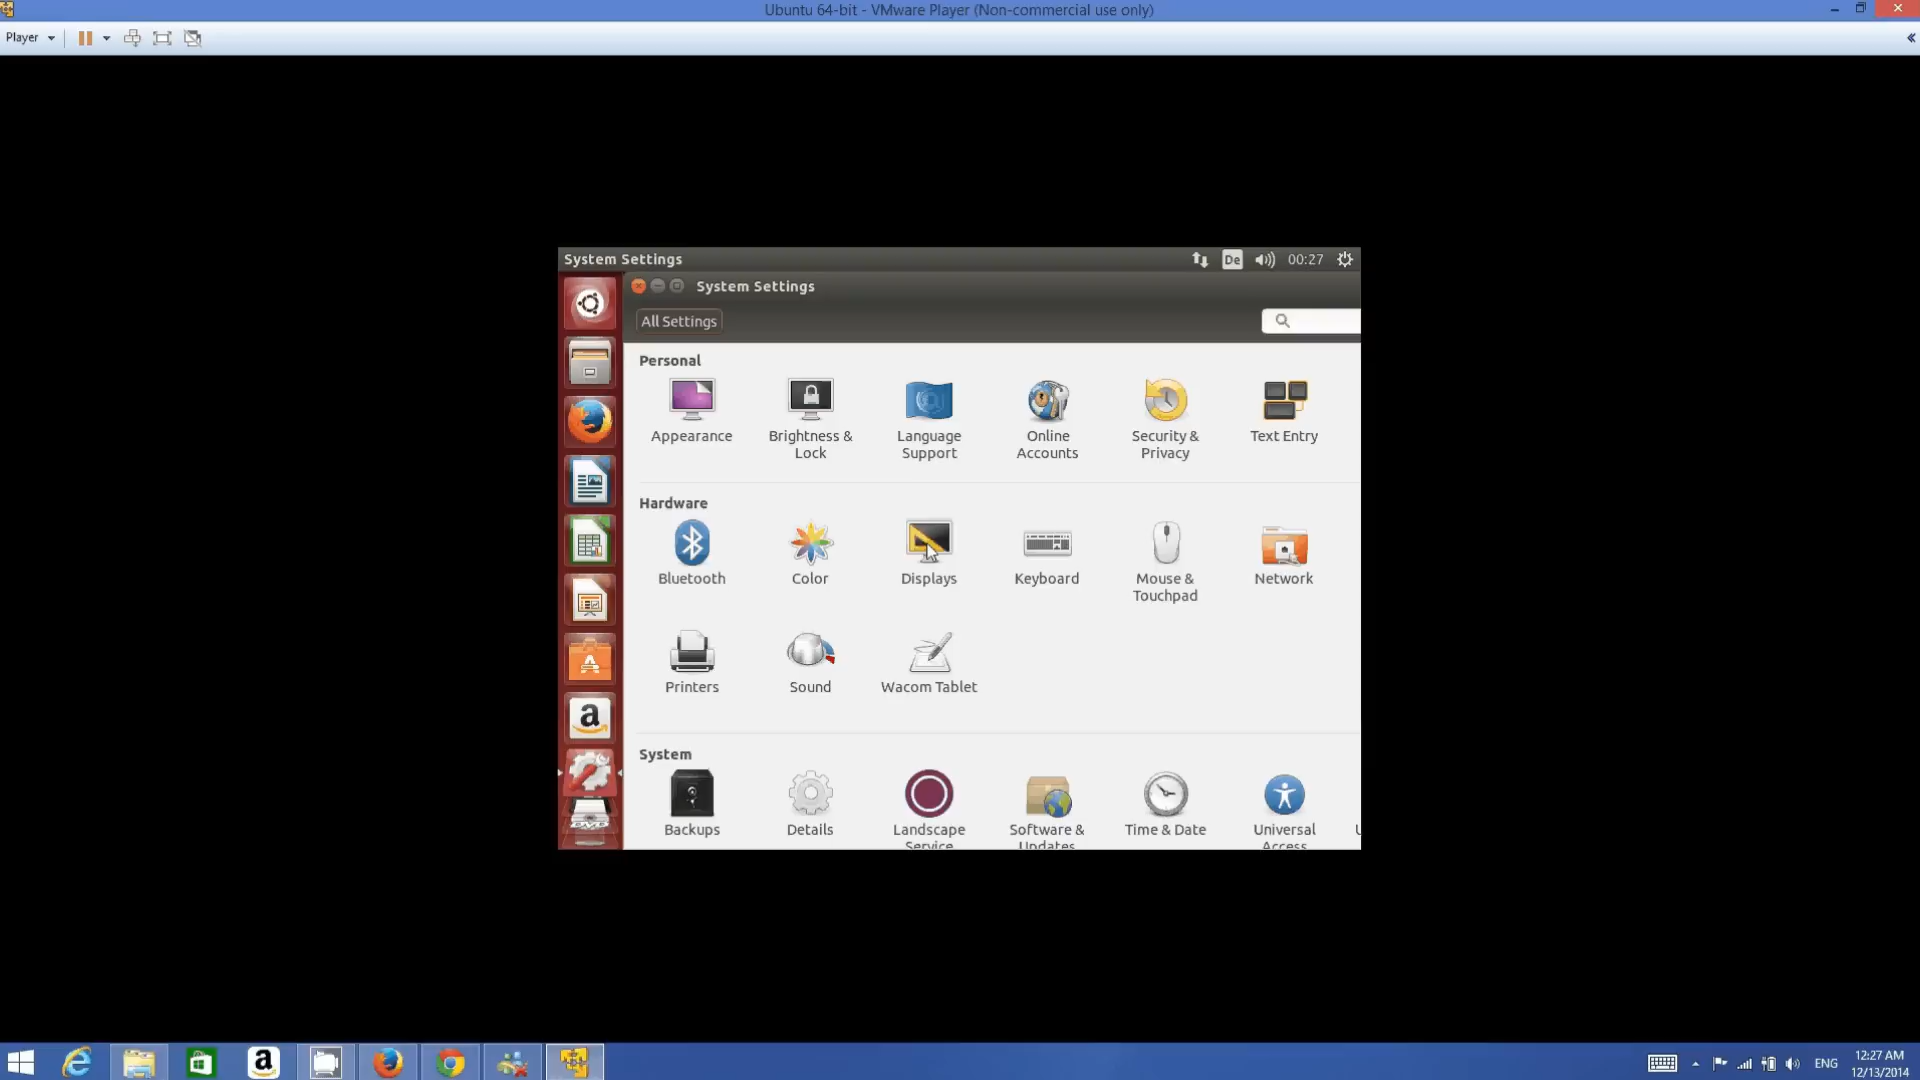 Ubuntu 64-bit - VMware Player (Non-commercial use only)
Player
System Settings
De
00:27
System Settings
All Settings
Personal
Appearance
Brightness & Lock
Language Support
Online Accounts
Security & Privacy
Text Entry
Hardware
Bluetooth
Color
Displays
Keyboard
Mouse & Touchpad
Network
Printers
Sound
Wacom Tablet
System
Backups
Details
Landscape Service
Software & Updates
Time & Date
Universal Access
ENG
12:27 AM
12/13/2014